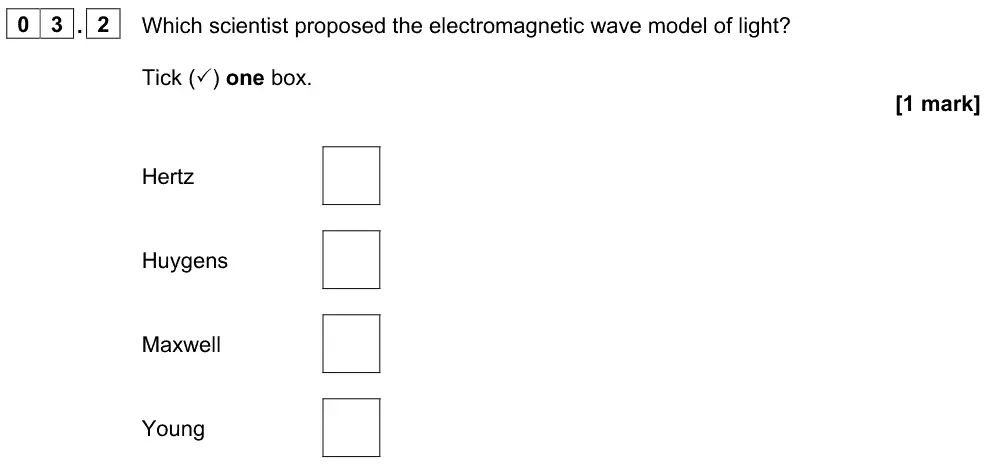 0 3 . 2 Which scientist proposed the electromagnetic wave model of light?
Tick (✓) one box.
[1 mark]
Hertz
Huygens
Maxwell
Young